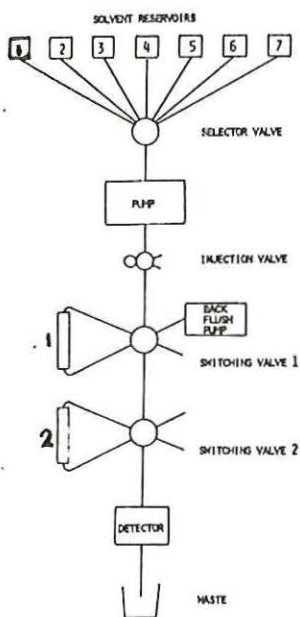 SOLVENT RESERVOIRS
1 2 3 4 5 6 7
SELECTOR VALVE
PUMP
INJECTION VALVE
BACK
FLUSH
PUMP
1
SWITCHING VALVE 1
2
SWITCHING VALVE 2
DETECTOR
WASTE